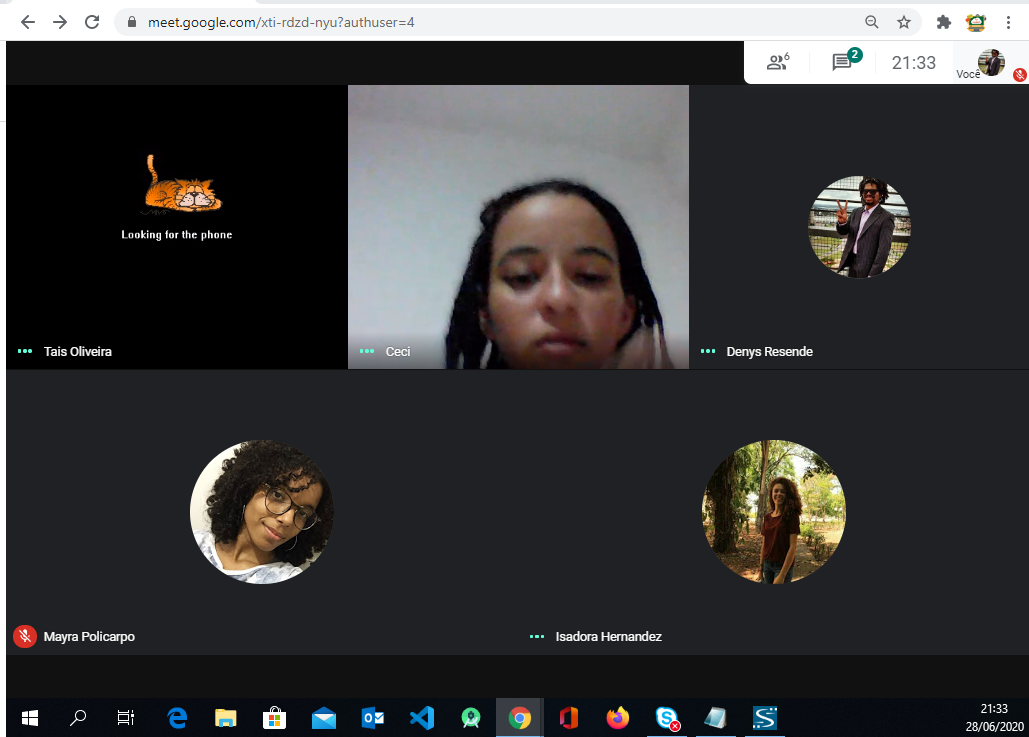 meet.google.com/xti-rdzd-nyu?authuser=4
6
2
21:33
Você
Looking for the phone
Tais Oliveira
Ceci
Denys Resende
Mayra Policarpo
Isadora Hernandez
21:33
28/06/2020